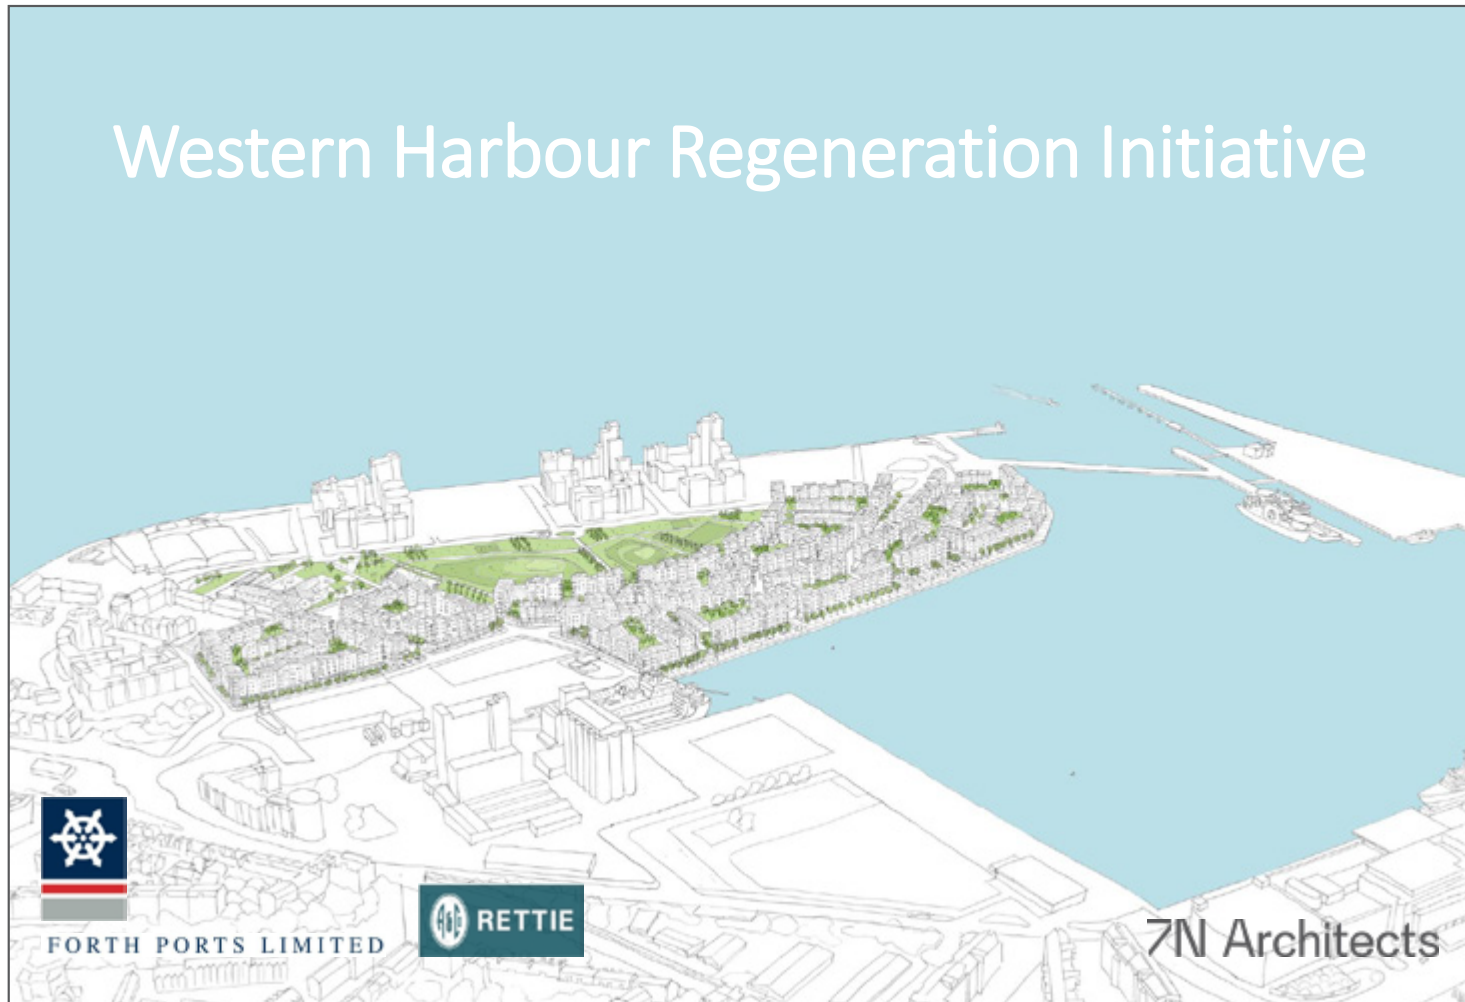 Western Harbour Regeneration Initiative
FORTH PORTS LIMITED
A&G RETTIE
7N Architects